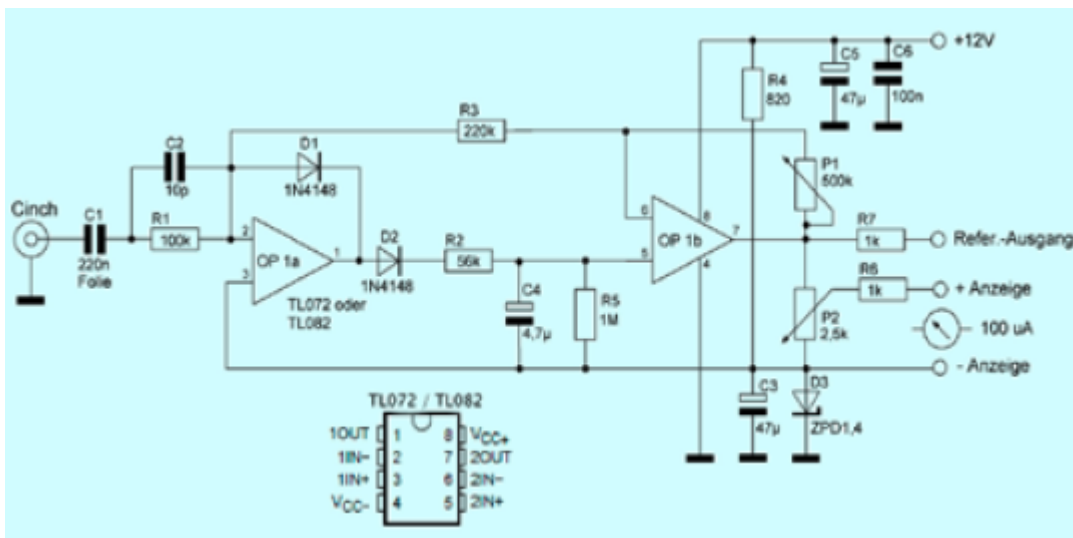 +12V
C5
47µ
C6
100n
R4
820
R3
220k
C2
10p
D1
1N4148
P1
500k
Cinch
C1
220n
Folie
R1
100k
2
3
OP 1a
1
TL072 oder
TL082
D2
1N4148
R2
56k
C4
4,7µ
R5
1M
6
5
OP 1b
8
7
4
R7
1k
Refer.-Ausgang
R6
1k
+ Anzeige
P2
2,5k
100 uA
- Anzeige
C3
47µ
D3
ZPD1,4
TL072 / TL082
1OUT 1 8 VCC+
1IN- 2 7 2OUT
1IN+ 3 6 2IN-
VCC- 4 5 2IN+